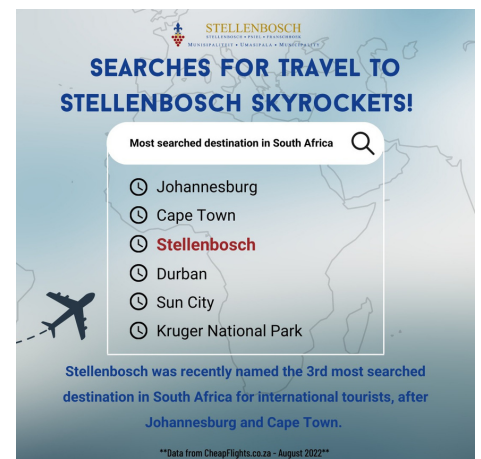 STELLENBOSCH
STELLENBOSCH • PNIEL • FRANSCHHOEK
MUNISIPALITEIT • UMASIPALA • MUNICIPALITY
SEARCHES FOR TRAVEL TO
STELLENBOSCH SKYROCKETS!
Most searched destination in South Africa
Johannesburg
Cape Town
Stellenbosch
Durban
Sun City
Kruger National Park
Stellenbosch was recently named the 3rd most searched
destination in South Africa for international tourists, after
Johannesburg and Cape Town.
**Data from CheapFlights.co.za - August 2022**